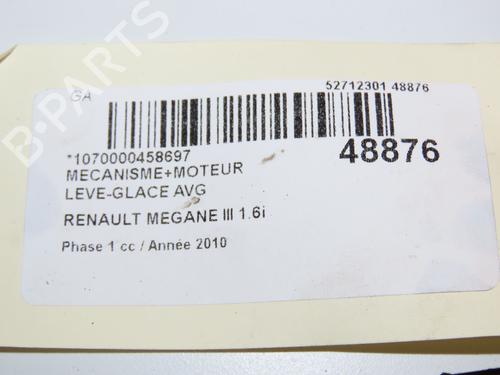 52712301 48876
GA
*1070000458697
48876
MECANISME+MOTEUR
LEVE-GLACE AVG
RENAULT MEGANE III 1.6i
Phase 1 cc / Année 2010
B-PARTS